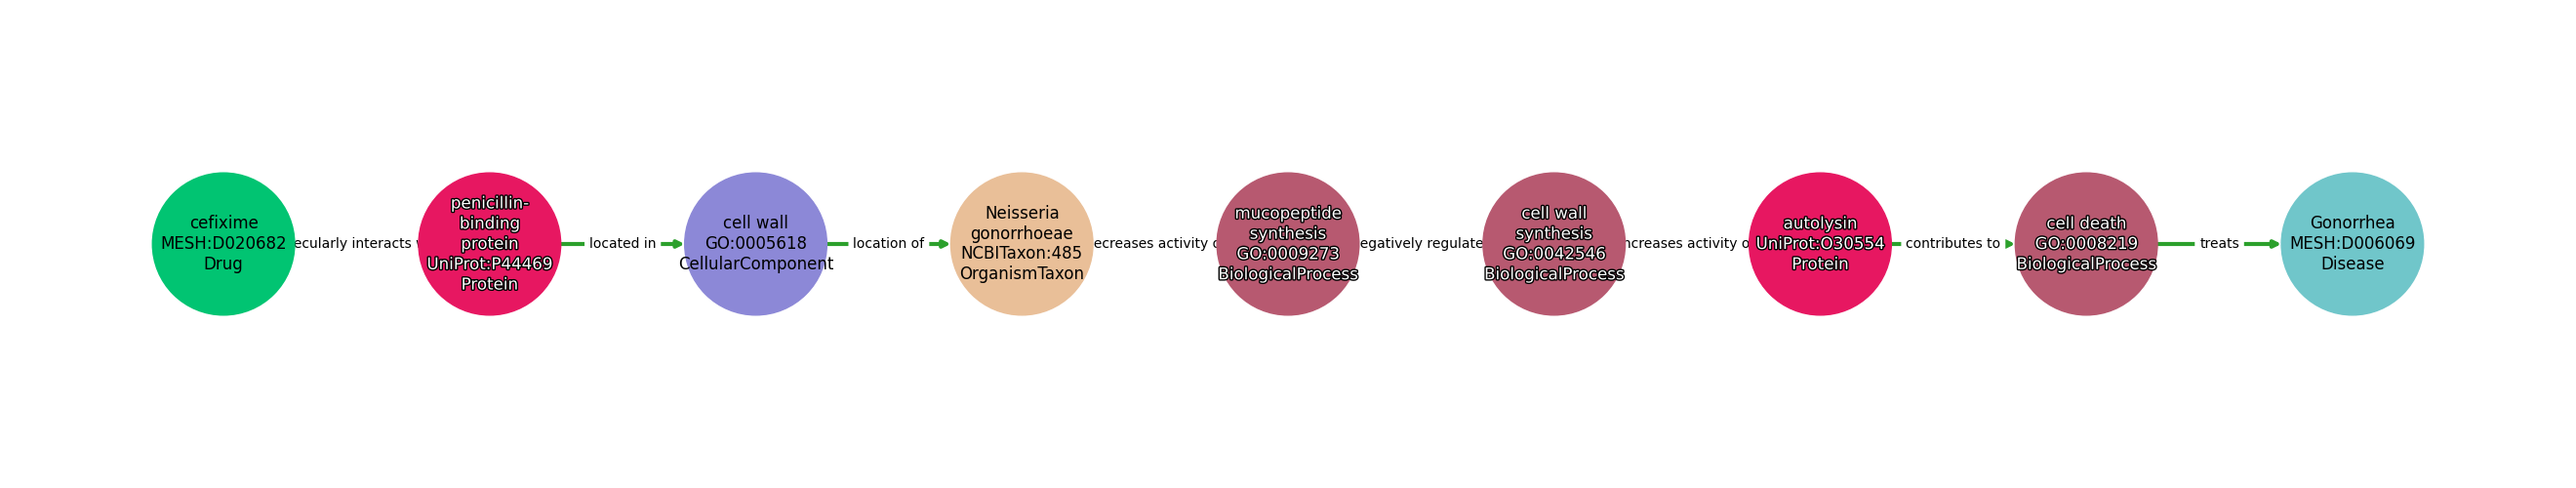 cefixime
MESH:D020682
Drug
ecularly interacts
penicillin-
binding
protein
UniProt:P44469
Protein
located in
cell wall
GO:0005618
CellularComponent
location of
Neisseria
gonorrhoeae
NCBITaxon:485
OrganismTaxon
ecreases activity
mucopeptide
synthesis
GO:0009273
BiologicalProcess
egatively regulate
cell wall
synthesis
GO:0042546
BiologicalProcess
ncreases activity
autolysin
UniProt:O30554
Protein
contributes to
cell death
GO:0008219
BiologicalProcess
treats
Gonorrhea
MESH:D006069
Disease